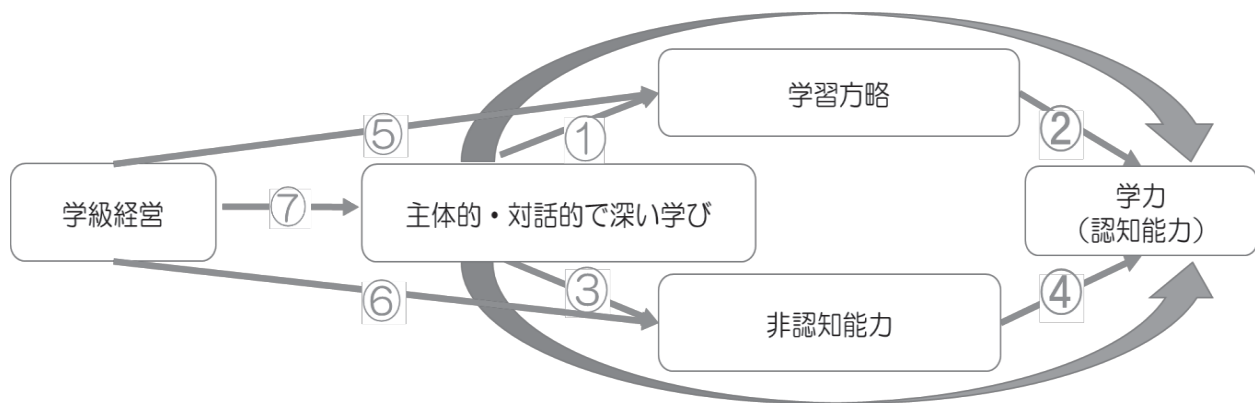 学習方略
⑤
①
②
学級経営
⑦
主体的・対話的で深い学び
学力
（認知能力）
⑥
③
④
非認知能力